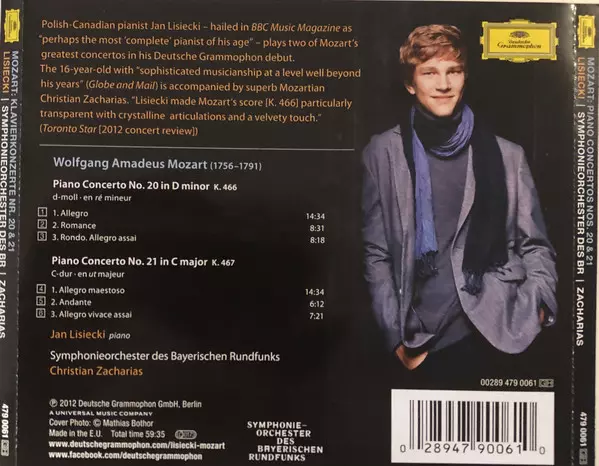 Polish-Canadian pianist Jan Lisiecki – hailed in BBC Music Magazine as
"perhaps the most 'complete' pianist of his age" – plays two of Mozart's
greatest concertos in his Deutsche Grammophon debut.
The 16-year-old with "sophisticated musicianship at a level well beyond
his years" (Globe and Mail) is accompanied by superb Mozartian
Christian Zacharias. "Lisiecki made Mozart's score [K. 466] particularly
transparent with crystalline articulations and a velvety touch."
(Toronto Star [2012 concert review])
Deutsche
Grammophon
Wolfgang Amadeus Mozart (1756–1791)
Piano Concerto No. 20 in D minor K. 466
d-moll · en ré mineur
1 1. Allegro 14:34
2 2. Romance 8:31
3 3. Rondo. Allegro assai 8:18
Piano Concerto No. 21 in C major K. 467
C-dur · en ut majeur
4 1. Allegro maestoso 14:34
5 2. Andante 6:12
6 3. Allegro vivace assai 7:21
Jan Lisiecki piano
Symphonieorchester des Bayerischen Rundfunks
Christian Zacharias
℗ 2012 Deutsche Grammophon GmbH, Berlin
A UNIVERSAL MUSIC COMPANY
Cover Photo: © Mathias Bothor
Made in the E.U. Total time 59:35
www.deutschegrammophon.com/lisiecki-mozart
www.facebook.com/deutschegrammophon
SYMPHONIE-
ORCHESTER
DES
BAYERISCHEN
RUNDFUNKS
00289 479 0061
0 28947 90061 0
MOZART: KLAVIERKONZERTE NR. 20 & 21
LISIECKI | SYMPHONIEORCHESTER DES BR | ZACHARIAS
479 0061
MOZART: PIANO CONCERTOS NOS. 20 & 21
LISIECKI | SYMPHONIEORCHESTER DES BR | ZACHARIAS
479 0061